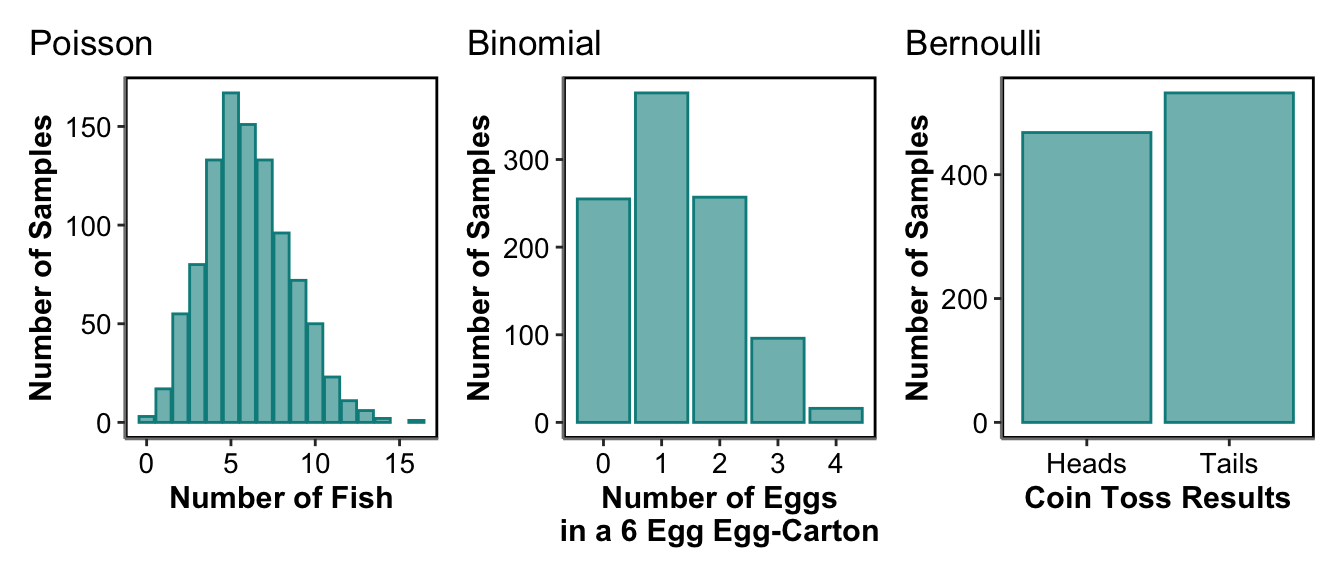 Poisson
Number of Samples
150
100
50
0
0 5 10 15
Number of Fish
Binomial
Number of Samples
300
200
100
0
0 1 2 3 4
Number of Eggs
in a 6 Egg Egg-Carton
Bernoulli
Number of Samples
400
200
0
Heads Tails
Coin Toss Results